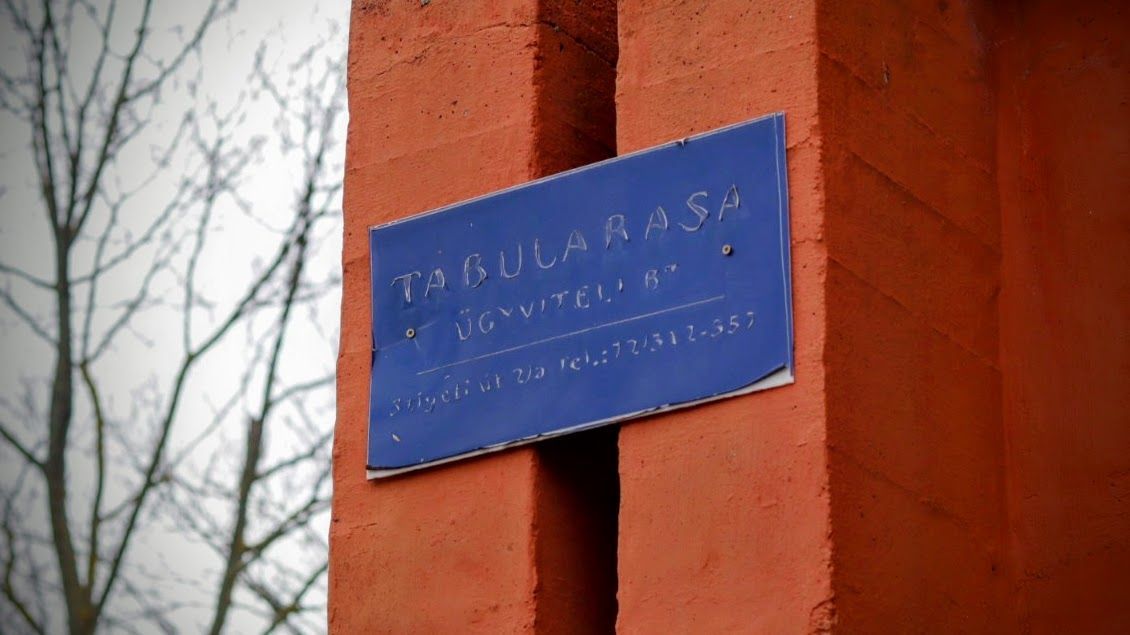 TABULARASA
ÜGYVITELI BT
Szigeti út 2/a Tel.:72/312-357